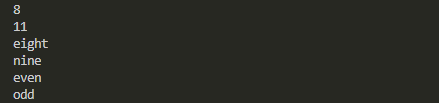 8
11
eight
nine
even
odd